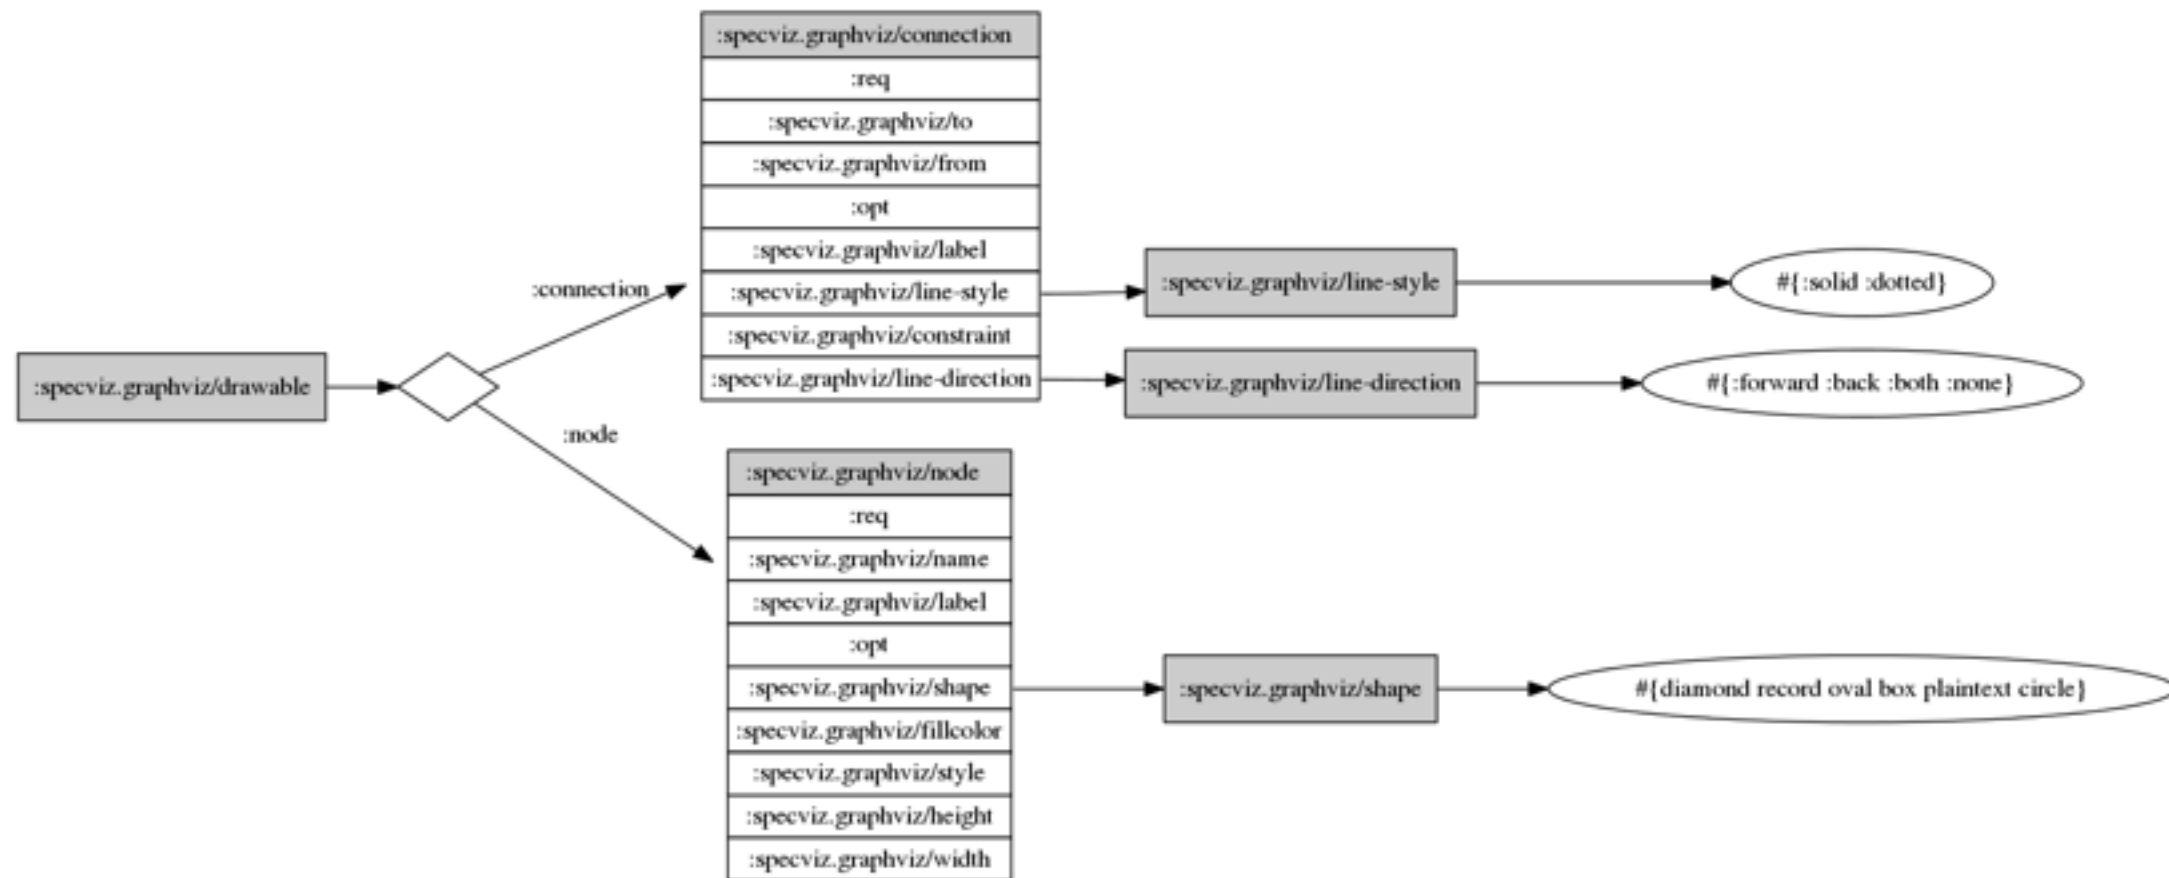 :specviz.graphviz/drawable
:connection
:node
:specviz.graphviz/connection
:req
:specviz.graphviz/to
:specviz.graphviz/from
:opt
:specviz.graphviz/label
:specviz.graphviz/line-style
:specviz.graphviz/constraint
:specviz.graphviz/line-direction
:specviz.graphviz/line-style
#{:solid :dotted}
:specviz.graphviz/line-direction
#{:forward :back :both :none}
:specviz.graphviz/node
:req
:specviz.graphviz/name
:specviz.graphviz/label
:opt
:specviz.graphviz/shape
:specviz.graphviz/fillcolor
:specviz.graphviz/style
:specviz.graphviz/height
:specviz.graphviz/width
:specviz.graphviz/shape
#{diamond record oval box plaintext circle}